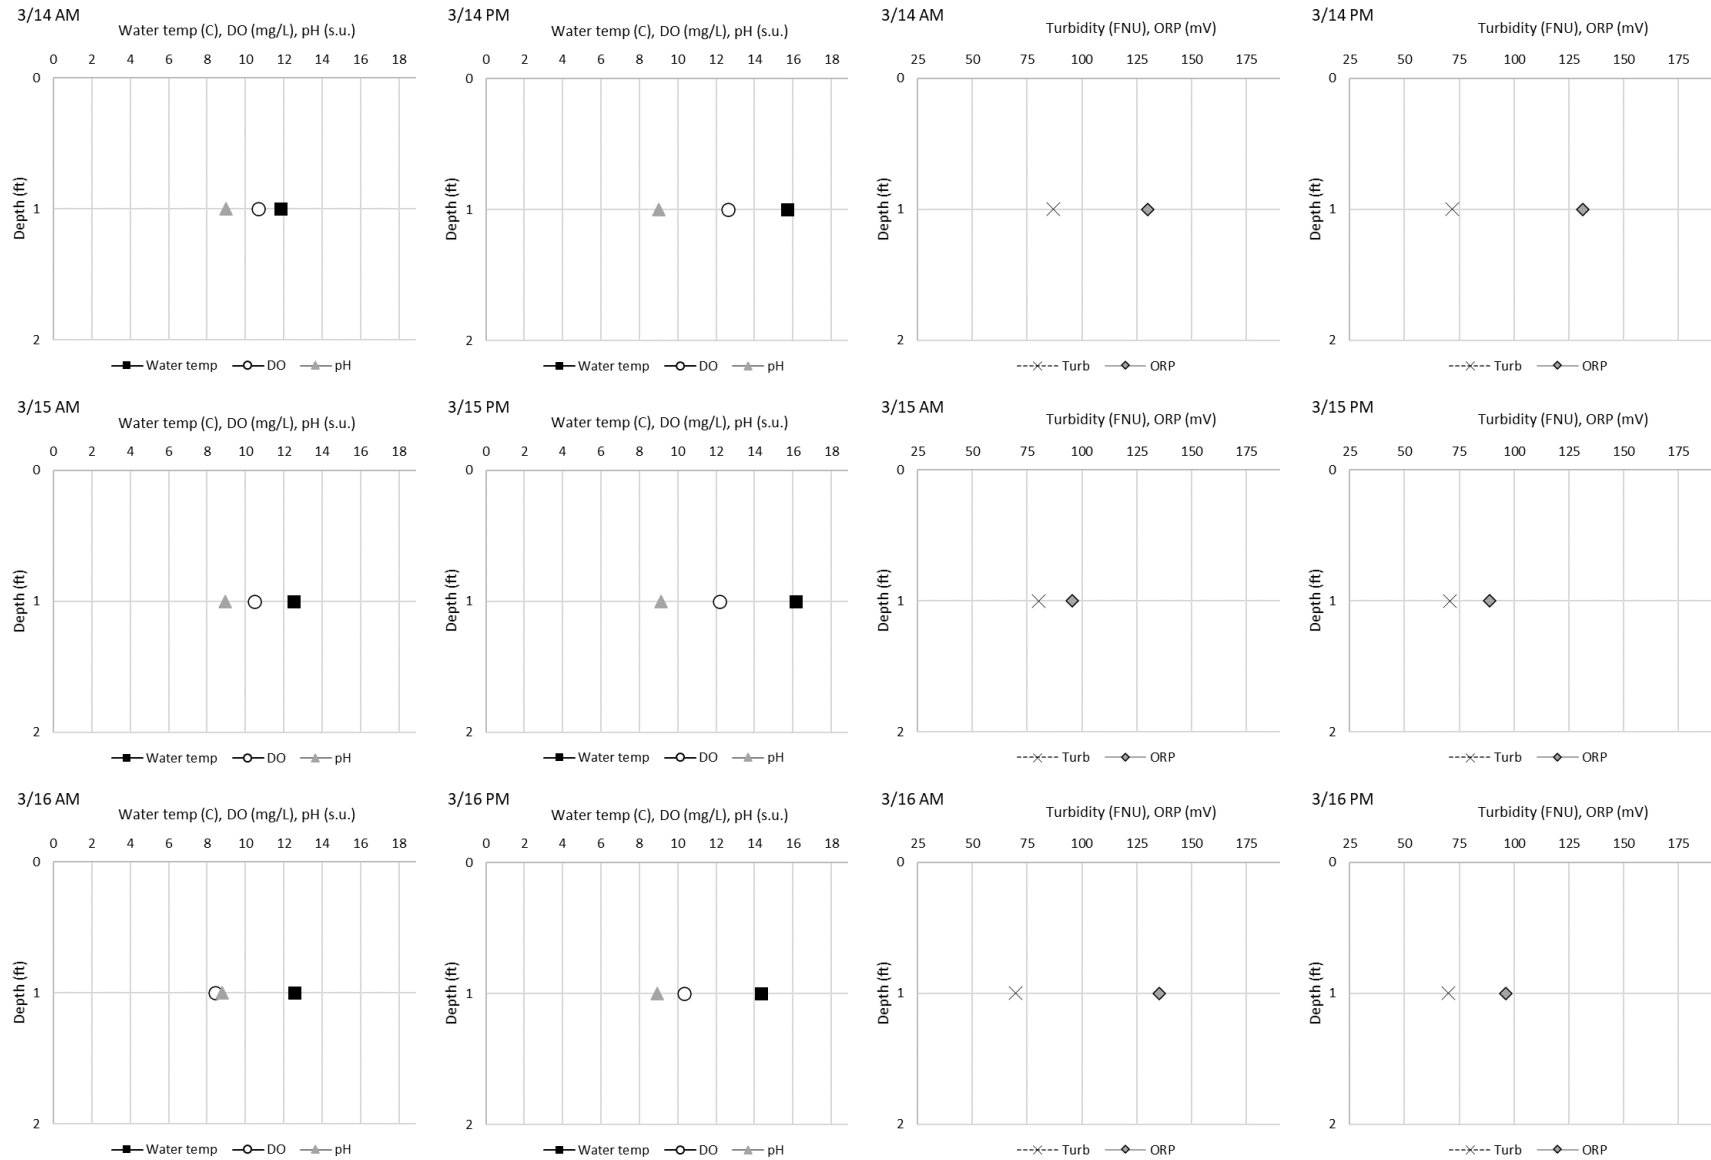 3/14 AM
Water temp (C), DO (mg/L), pH (s.u.)
0 2 4 6 8 10 12 14 16 18
0
Depth (ft)
1
2
Water temp DO pH
3/14 PM
Water temp (C), DO (mg/L), pH (s.u.)
0 2 4 6 8 10 12 14 16 18
0
Depth (ft)
1
2
Water temp DO pH
3/14 AM
Turbidity (FNU), ORP (mV)
25 50 75 100 125 150 175
0
Depth (ft)
1
2
Turb ORP
3/14 PM
Turbidity (FNU), ORP (mV)
25 50 75 100 125 150 175
0
Depth (ft)
1
2
Turb ORP
3/15 AM
Water temp (C), DO (mg/L), pH (s.u.)
0 2 4 6 8 10 12 14 16 18
0
Depth (ft)
1
2
Water temp DO pH
3/15 PM
Water temp (C), DO (mg/L), pH (s.u.)
0 2 4 6 8 10 12 14 16 18
0
Depth (ft)
1
2
Water temp DO pH
3/15 AM
Turbidity (FNU), ORP (mV)
25 50 75 100 125 150 175
0
Depth (ft)
1
2
Turb ORP
3/15 PM
Turbidity (FNU), ORP (mV)
25 50 75 100 125 150 175
0
Depth (ft)
1
2
Turb ORP
3/16 AM
Water temp (C), DO (mg/L), pH (s.u.)
0 2 4 6 8 10 12 14 16 18
0
Depth (ft)
1
2
Water temp DO pH
3/16 PM
Water temp (C), DO (mg/L), pH (s.u.)
0 2 4 6 8 10 12 14 16 18
0
Depth (ft)
1
2
Water temp DO pH
3/16 AM
Turbidity (FNU), ORP (mV)
25 50 75 100 125 150 175
0
Depth (ft)
1
2
Turb ORP
3/16 PM
Turbidity (FNU), ORP (mV)
25 50 75 100 125 150 175
0
Depth (ft)
1
2
Turb ORP